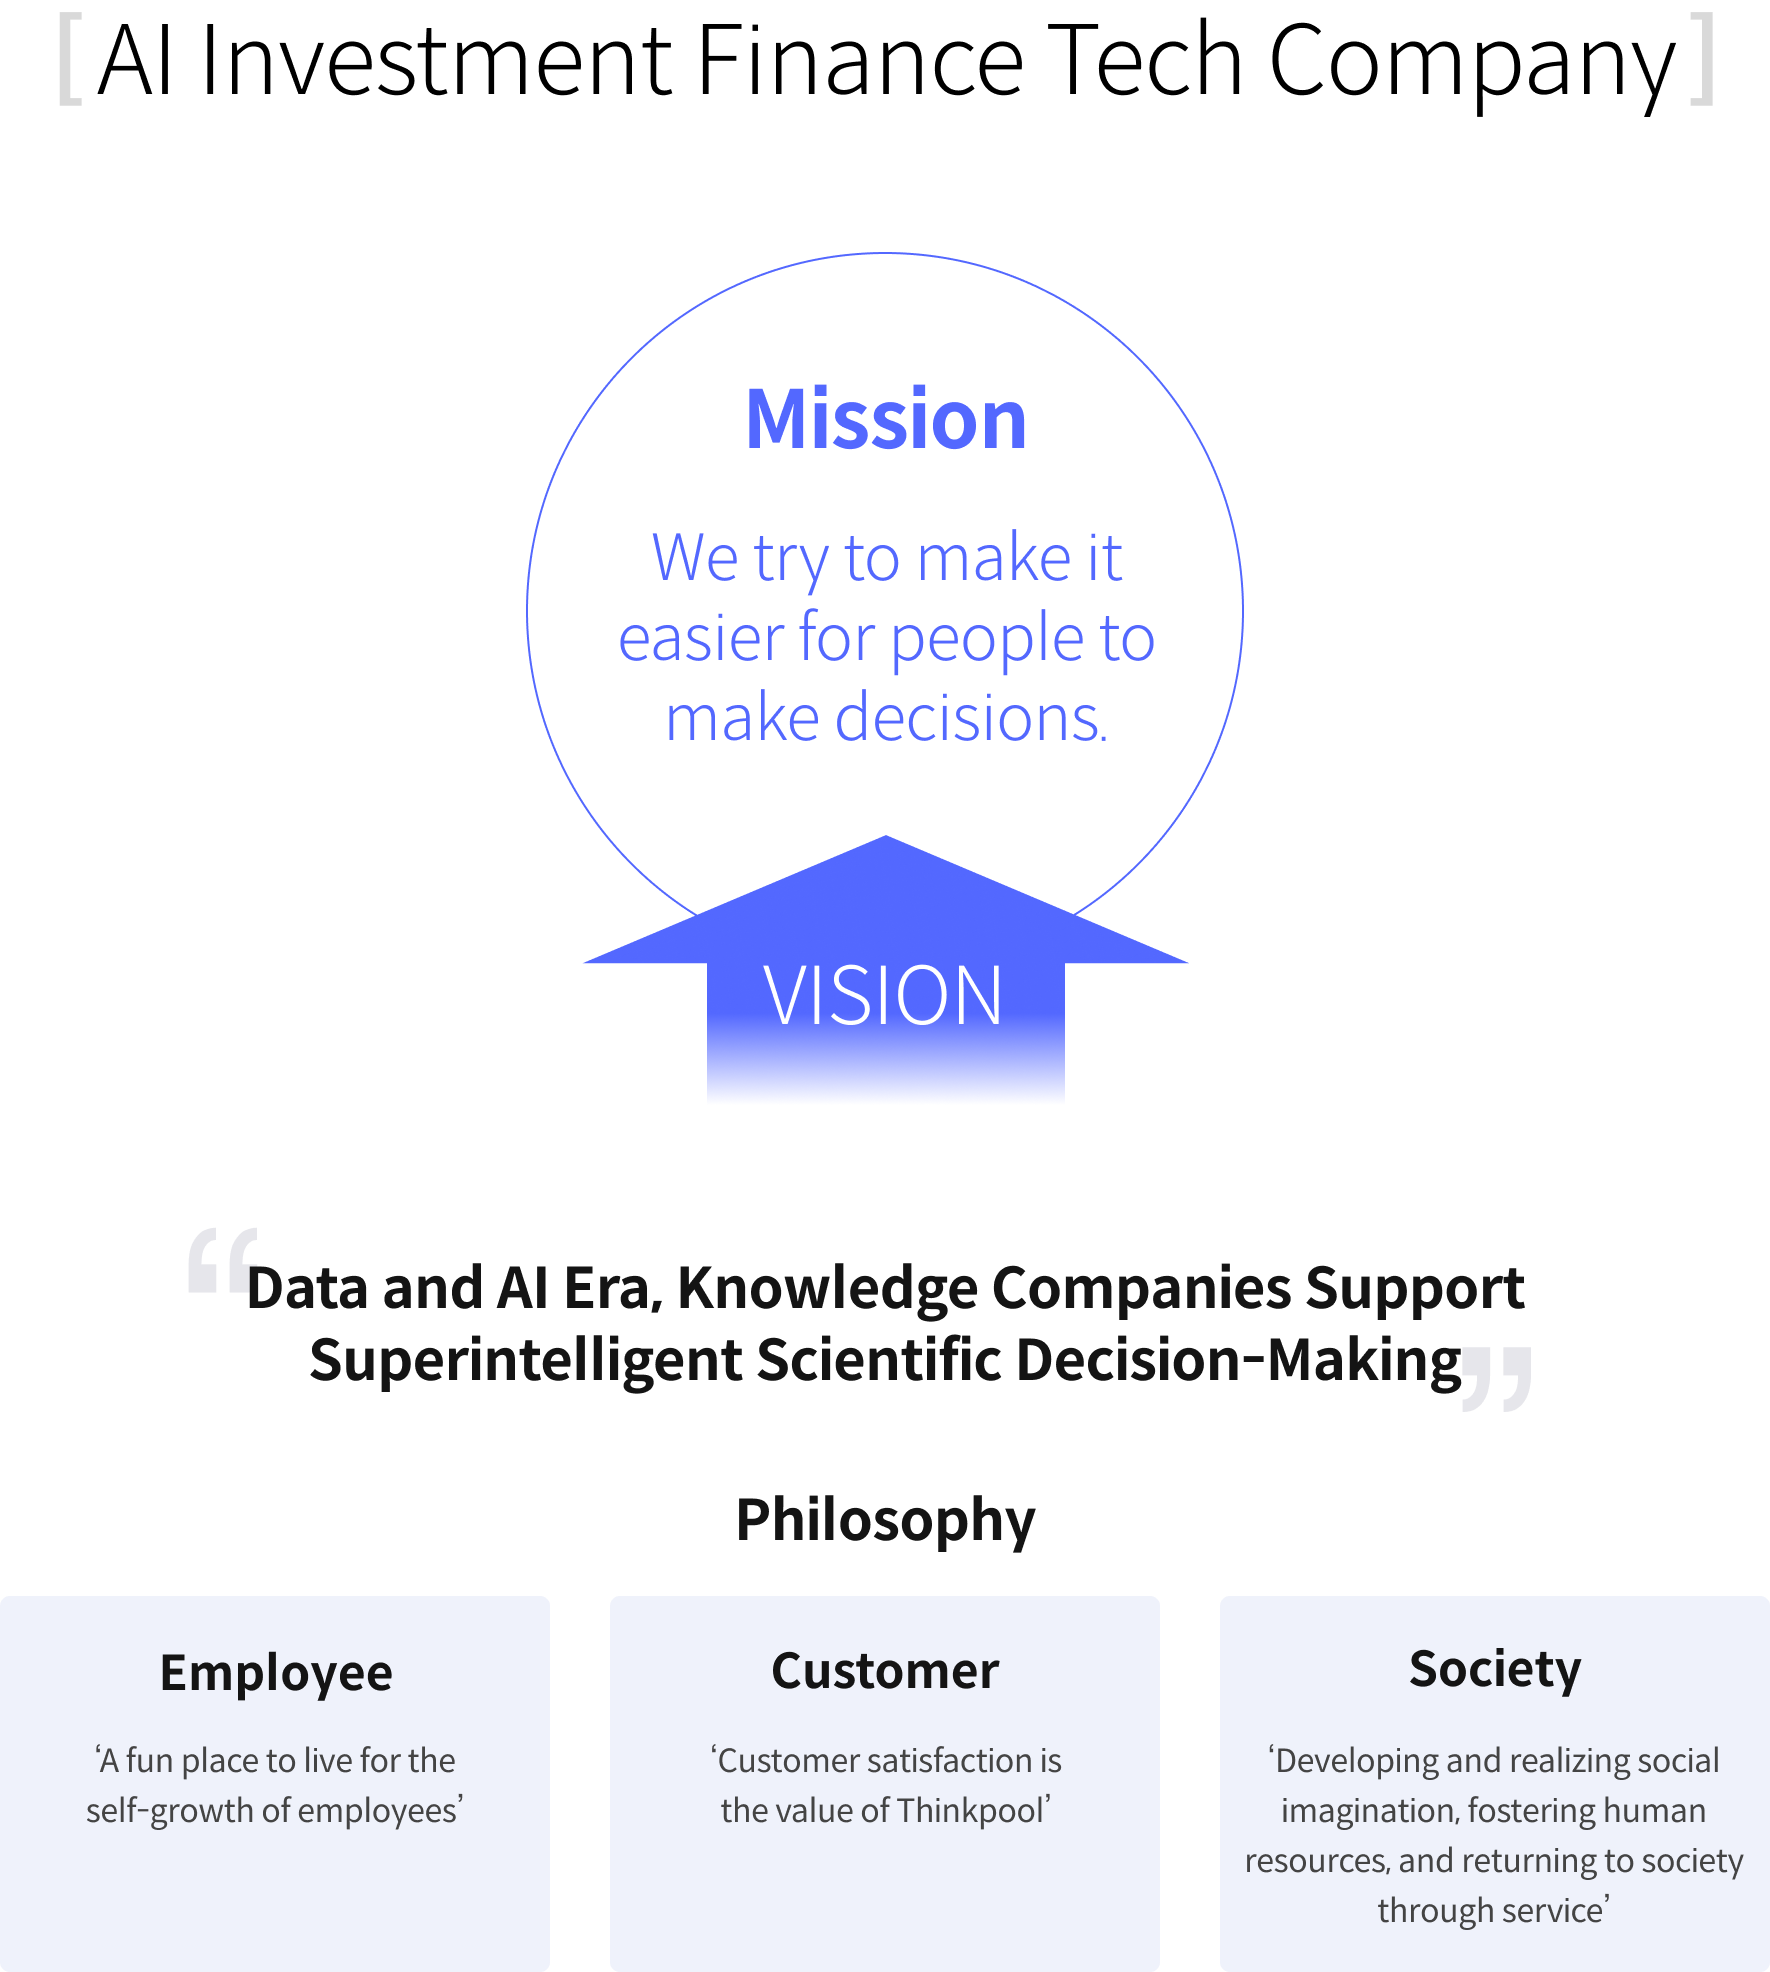 [ AI Investment Finance Tech Company ]
Mission
We try to make it
easier for people to
make decisions.
VISION
“Data and AI Era, Knowledge Companies Support
Superintelligent Scientific Decision-Making”
Philosophy
Employee
‘A fun place to live for the
self-growth of employees’
Customer
‘Customer satisfaction is
the value of Thinkpool’
Society
‘Developing and realizing social
imagination, fostering human
resources, and returning to society
through service’